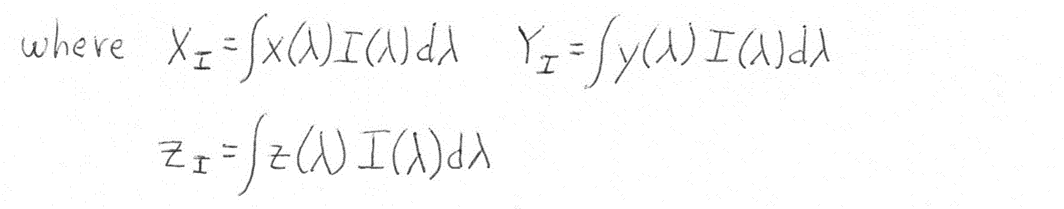 where X_I = ∫x(λ)I(λ)dλ Y_I = ∫y(λ)I(λ)dλ
Z_I = ∫z(λ)I(λ)dλ